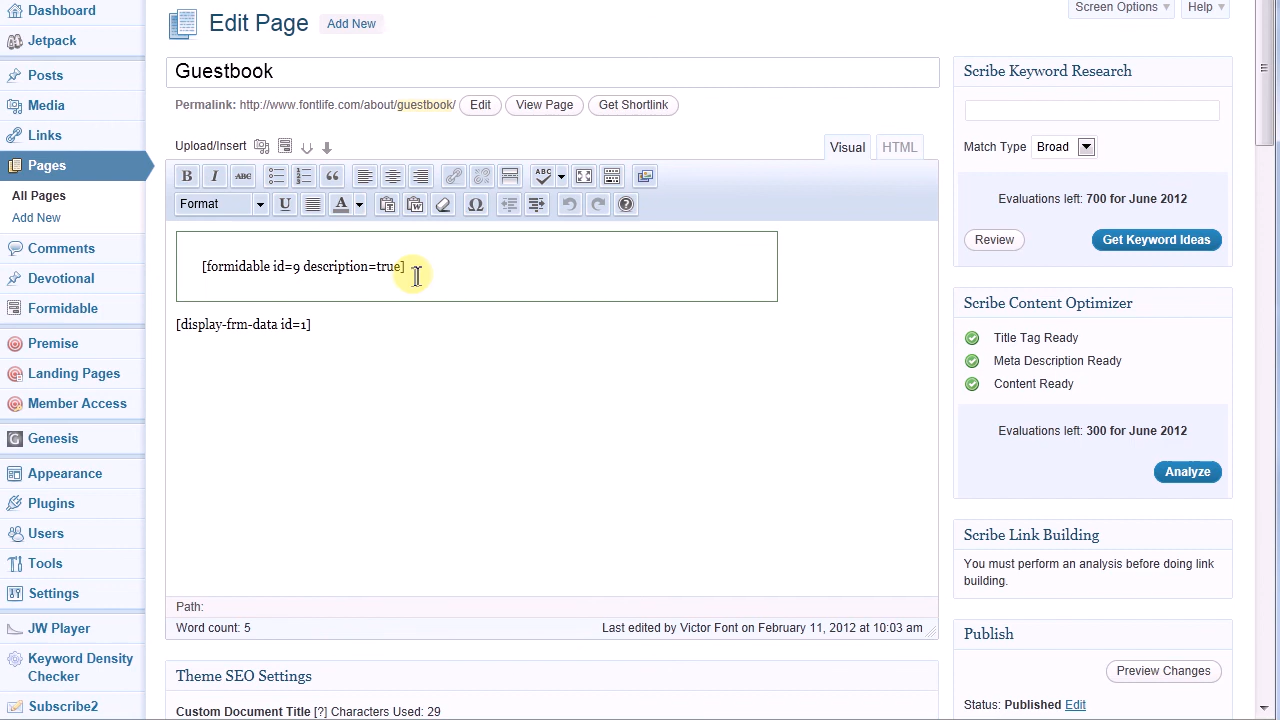 Dashboard
Jetpack
Posts
Media
Links
Pages
All Pages
Add New
Comments
Devotional
Formidable
Premise
Landing Pages
Member Access
Genesis
Appearance
Plugins
Users
Tools
Settings
JW Player
Keyword Density
Checker
Subscribe2
Screen Options Help
Edit Page Add New
Guestbook
Permalink: http://www.fontlife.com/about/guestbook/ Edit View Page Get Shortlink
Upload/Insert Visual HTML
B I ABC ABC
Format U A Ω
[formidable id=9 description=true]
[display-frm-data id=1]
Path:
Word count: 5 Last edited by Victor Font on February 11, 2012 at 10:03 am
Theme SEO Settings
Custom Document Title [?] Characters Used: 29
Scribe Keyword Research
Match Type Broad
Evaluations left: 700 for June 2012
Review Get Keyword Ideas
Scribe Content Optimizer
Title Tag Ready
Meta Description Ready
Content Ready
Evaluations left: 300 for June 2012
Analyze
Scribe Link Building
You must perform an analysis before doing link
building.
Publish
Preview Changes
Status: Published Edit